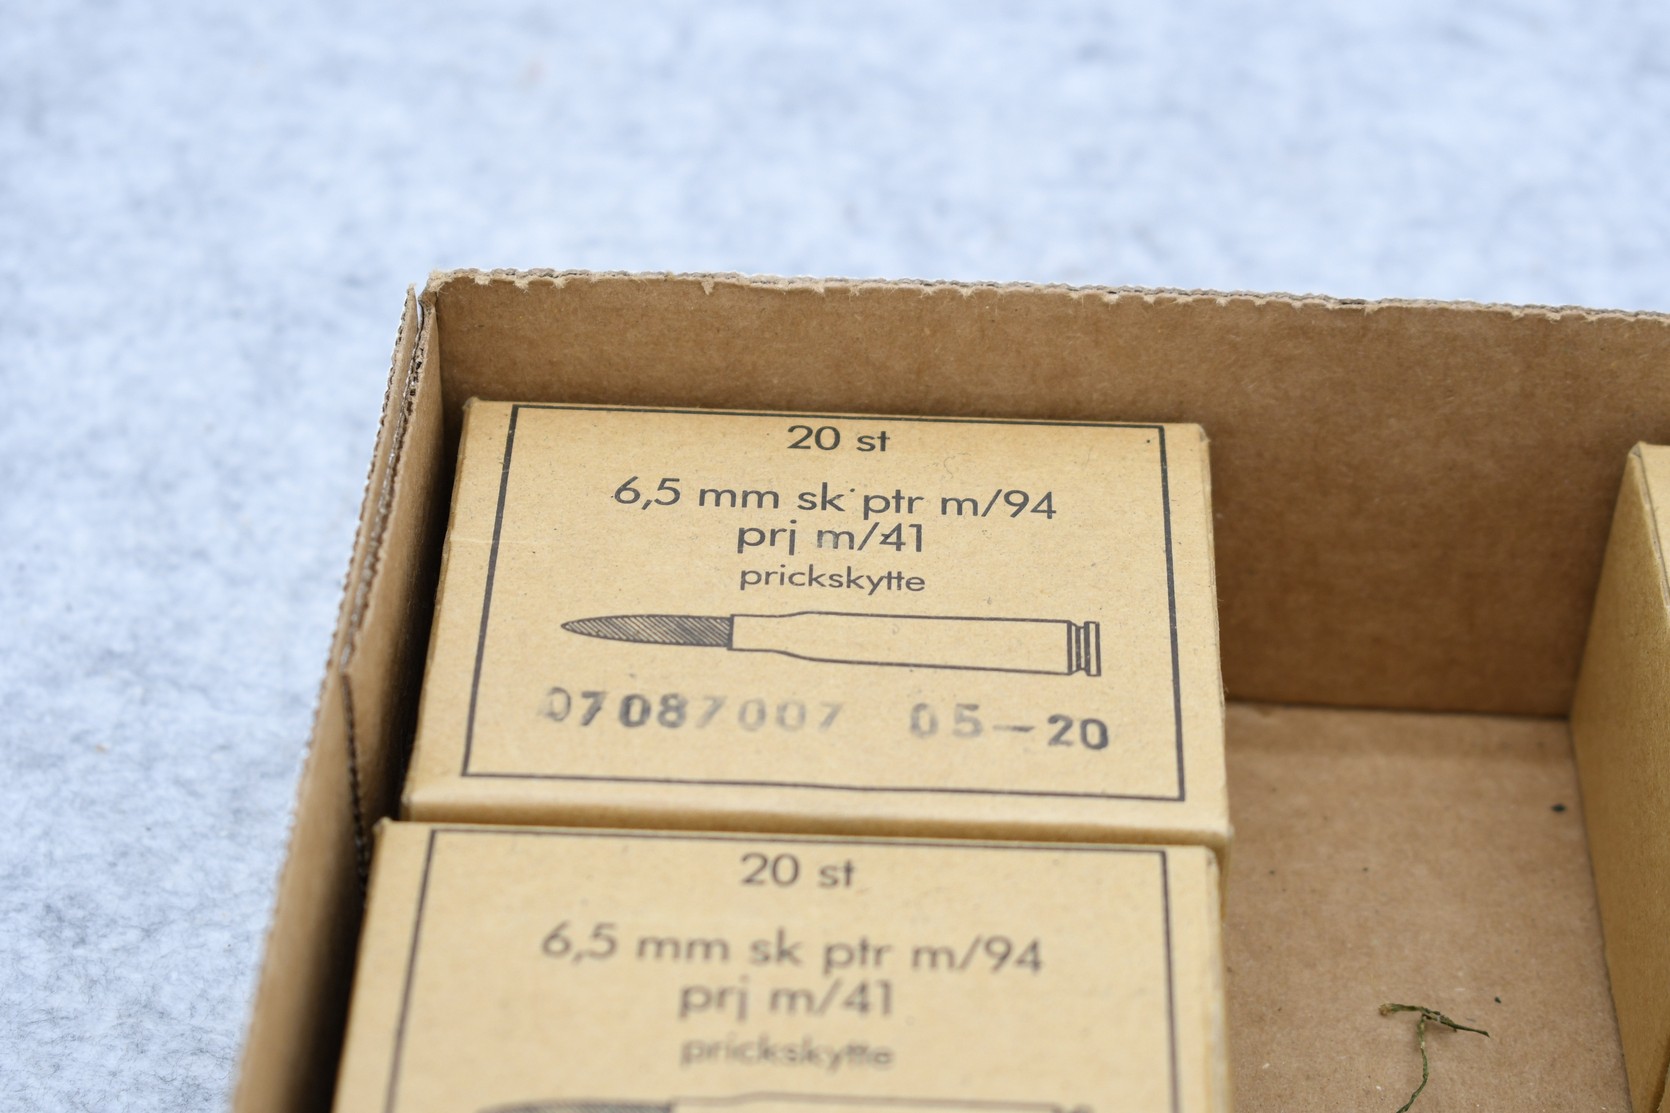 20 st
6,5 mm sk ptr m/94
prj m/41
prickskytte
07087007 05-20
20 st
6,5 mm sk ptr m/94
prj m/41
prickskytte